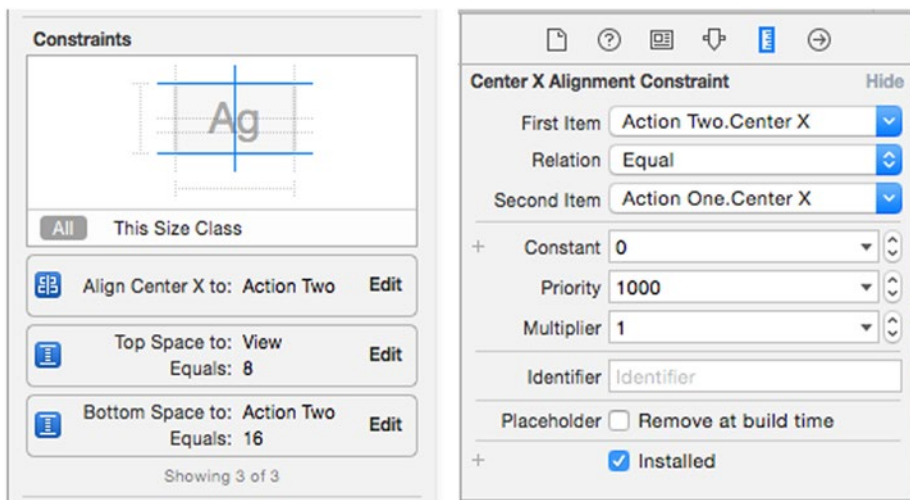 Constraints
Ag
All This Size Class
Align Center X to: Action Two Edit
Top Space to: View
Equals: 8
Edit
Bottom Space to: Action Two
Equals: 16
Edit
Showing 3 of 3
Center X Alignment Constraint Hide
First Item Action Two.Center X
Relation Equal
Second Item Action One.Center X
+ Constant 0
Priority 1000
Multiplier 1
Identifier Identifier
Placeholder Remove at build time
+ Installed